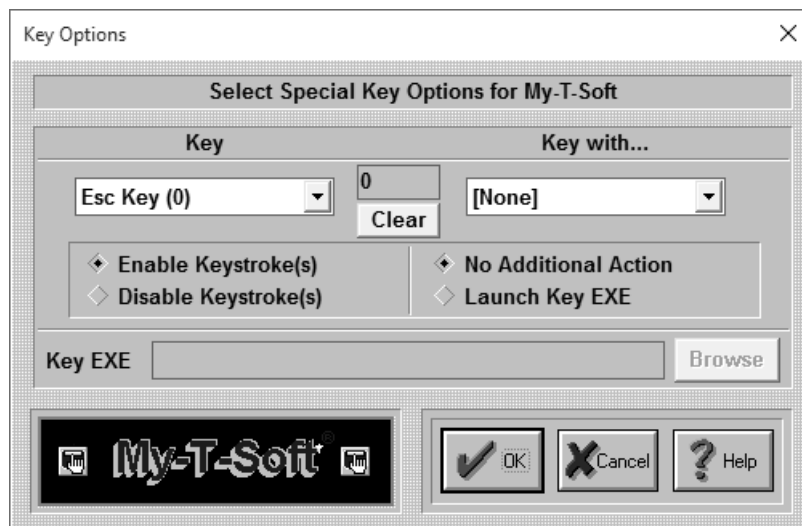 Key Options
Select Special Key Options for My-T-Soft
Key
Key with...
Esc Key (0)
0
[None]
Clear
Enable Keystroke(s)
No Additional Action
Disable Keystroke(s)
Launch Key EXE
Key EXE
Browse
My-T-Soft®
OK
Cancel
Help